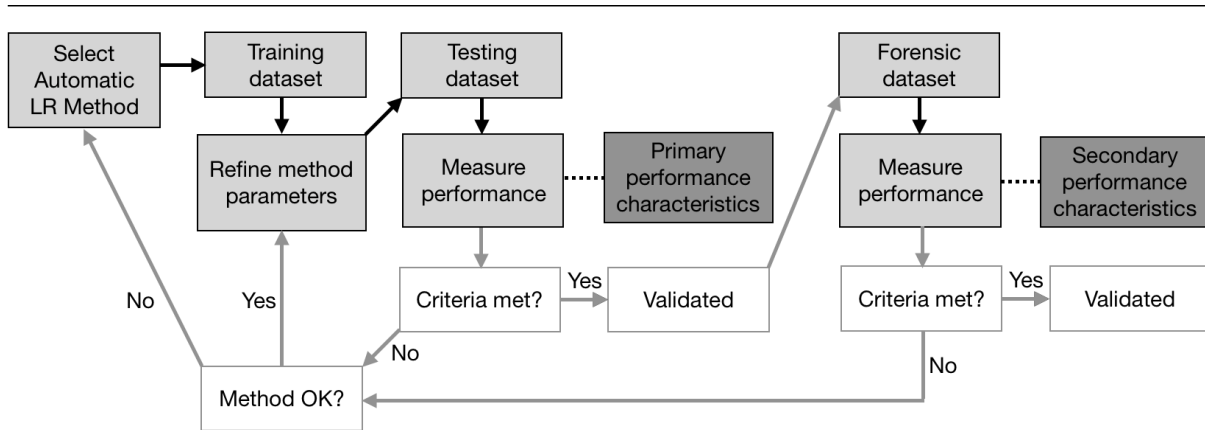 Select
Automatic
LR Method
Training
dataset
Testing
dataset
Forensic
dataset
Refine method
parameters
Measure
performance
Primary
performance
characteristics
Measure
performance
Secondary
performance
characteristics
No
Yes
Criteria met?
Yes
Validated
Criteria met?
Yes
Validated
No
No
Method OK?